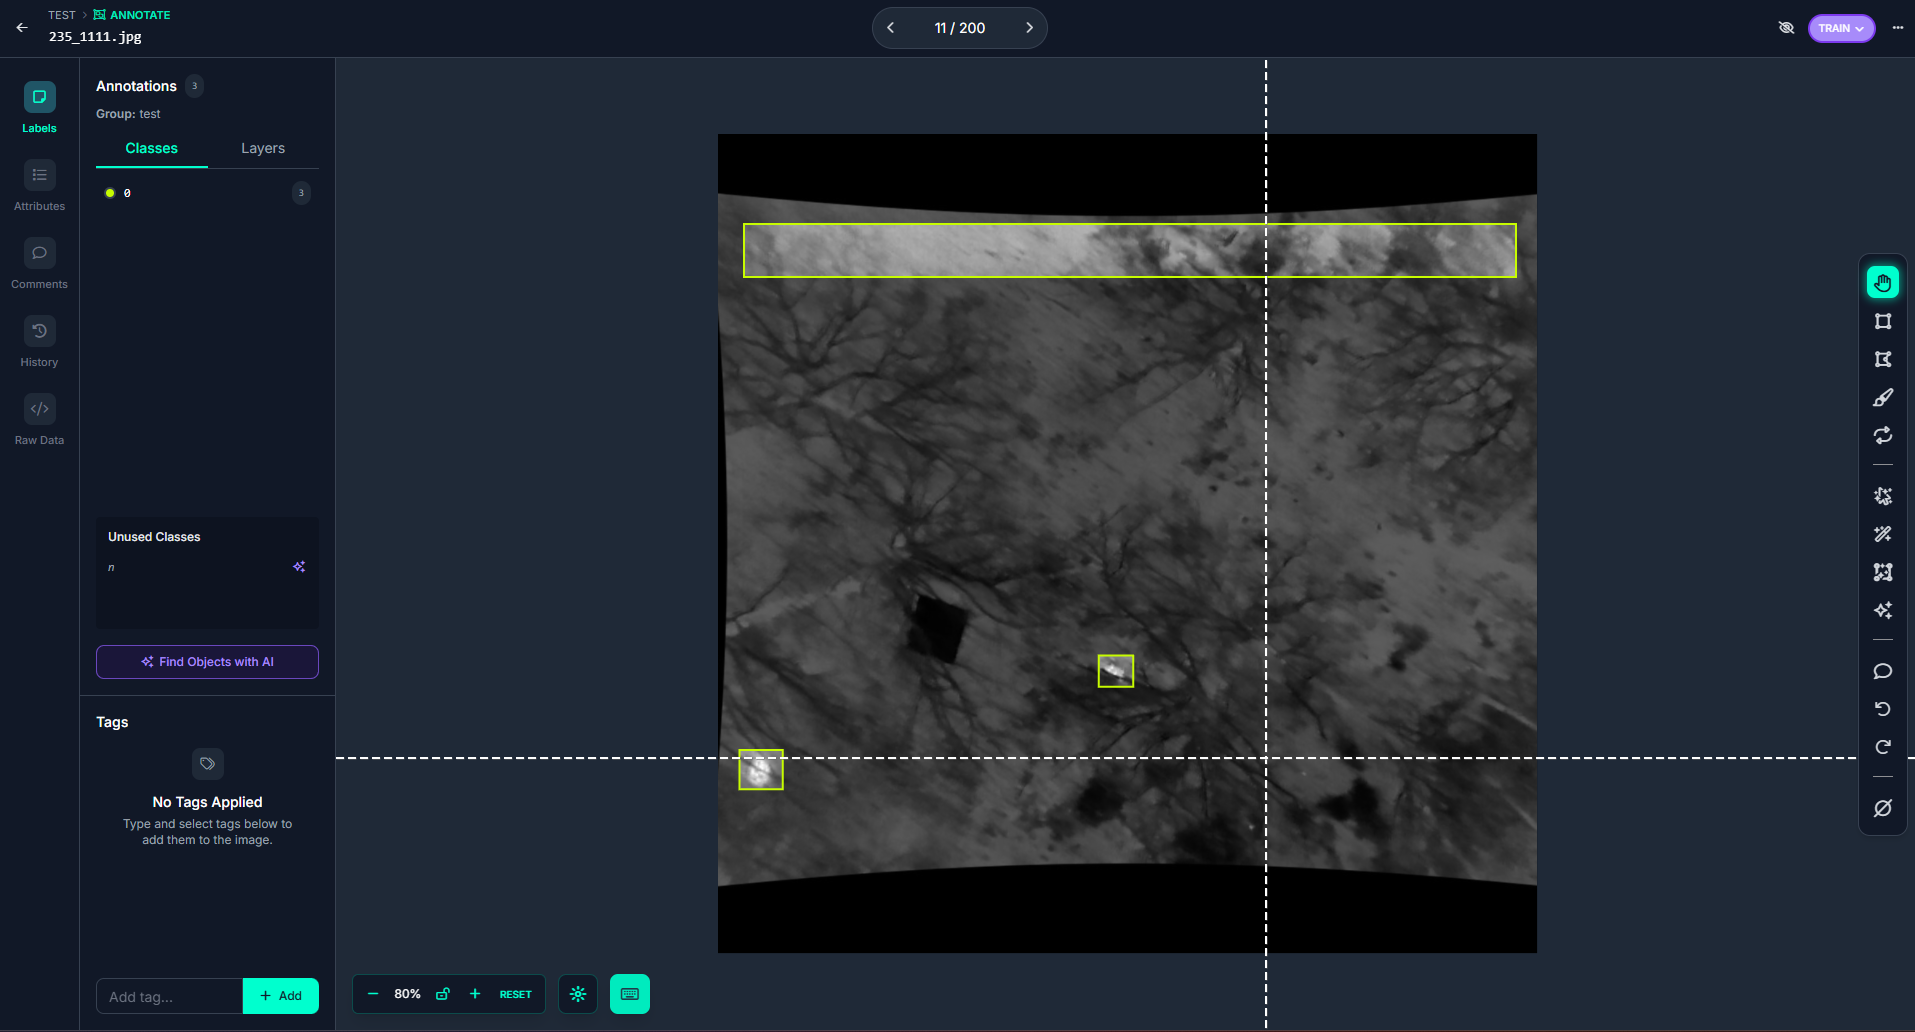 TEST > ANNOTATE
235_1111.jpg
11 / 200
TRAIN
Labels
Attributes
Comments
History
Raw Data
Annotations 3
Group: test
Classes Layers
0 3
Unused Classes
n
Find Objects with AI
Tags
No Tags Applied
Type and select tags below to
add them to the image.
Add tag...
+ Add
80%
RESET